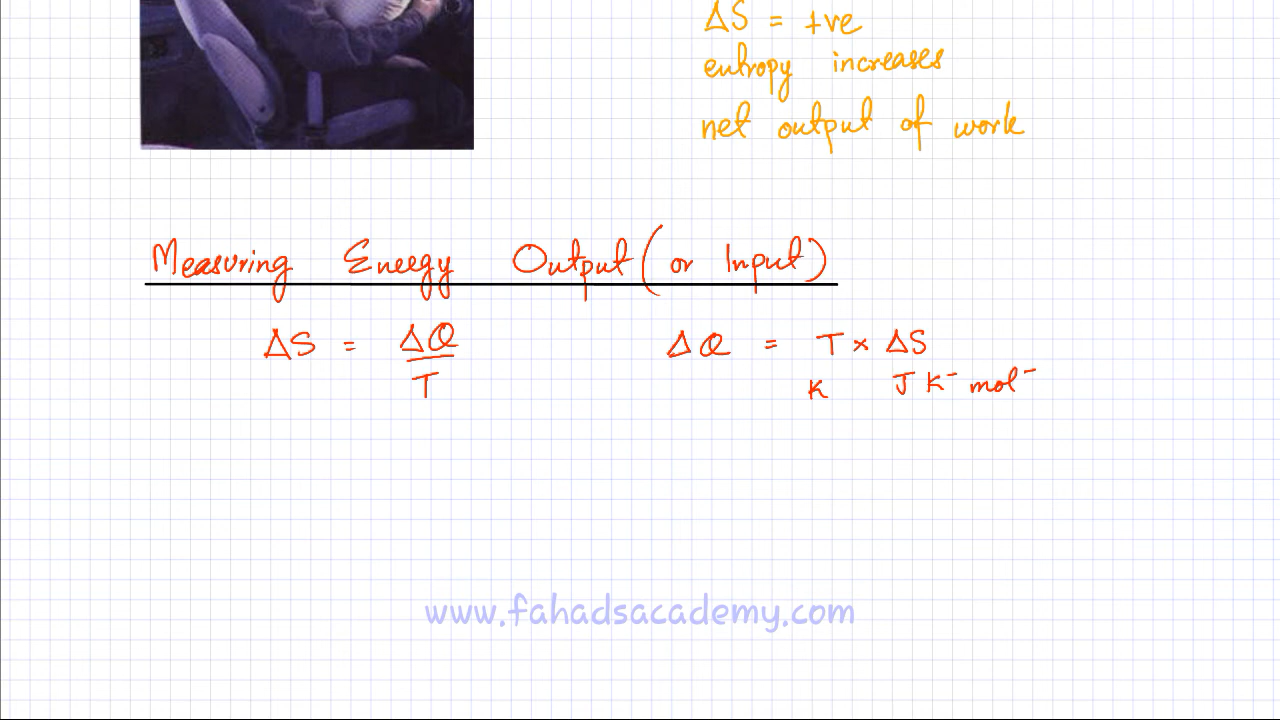 ΔS = +ve
entropy increases
net output of work
Measuring Energy Output (or Input)
ΔS = ΔQ / T
ΔQ = T × ΔS
K J K⁻ mol⁻
www.fahadsacademy.com